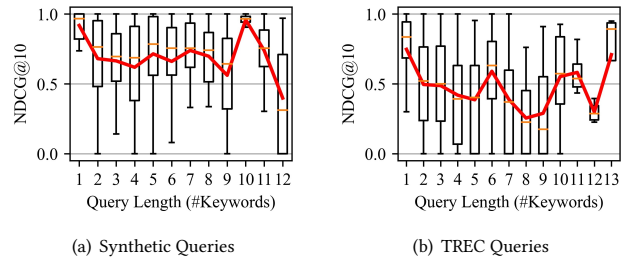 NDCG@10
1.0
0.5
0.0
1 2 3 4 5 6 7 8 9 10 11 12
Query Length (#Keywords)
(a) Synthetic Queries
NDCG@10
1.0
0.5
0.0
1 2 3 4 5 6 7 8 9 10 11 12 13
Query Length (#Keywords)
(b) TREC Queries